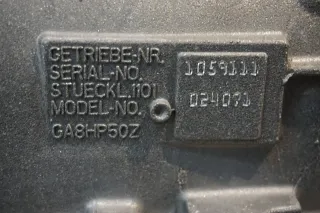 GETRIEBE-NR.
SERIAL-NO.
STUECKL.1101
MODEL-NO.
GA8HP50Z
1059111
024071